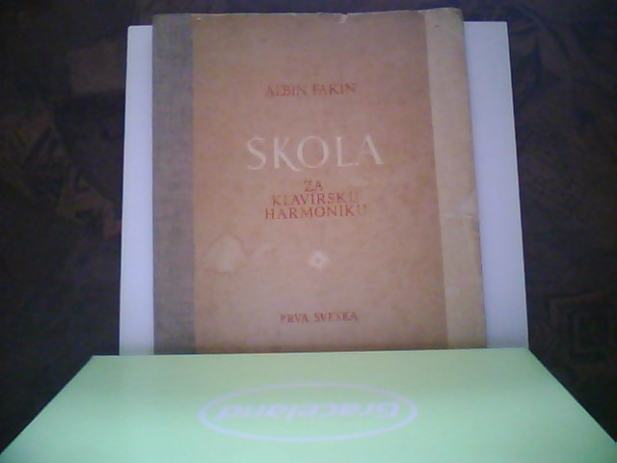 ALBIN FAKIN
ŠKOLA
ZA
KLAVIRSKU
HARMONIKU
PRVA SVESKA
Graceland